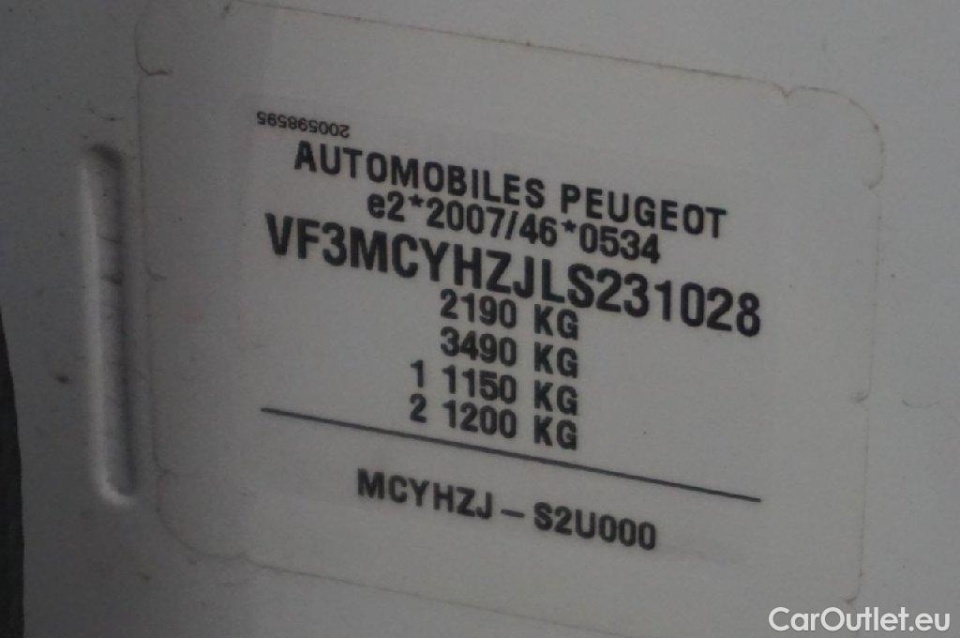 200598595
AUTOMOBILES PEUGEOT
e2*2007/46*0534
VF3MCYHZJLS231028
2190 KG
3490 KG
1 1150 KG
2 1200 KG
MCYHZJ – S2U000
CarOutlet.eu